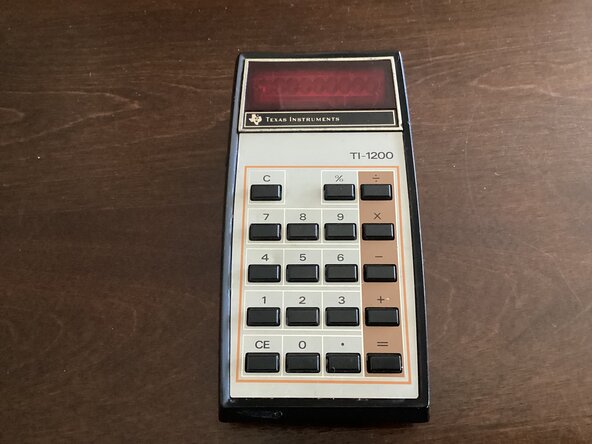 TEXAS INSTRUMENTS
TI-1200
C % ÷
7 8 9 ×
4 5 6 −
1 2 3 +
CE 0 . =